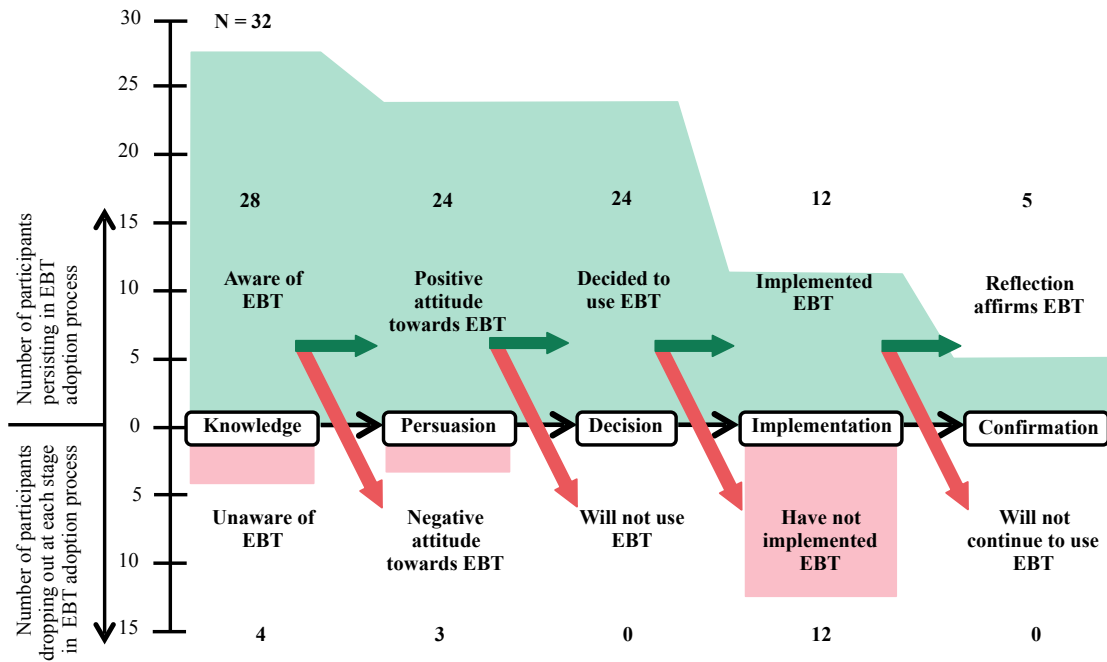 N = 32
30
25
20
15
10
5
0
5
10
15
Number of participants
persisting in EBT
adoption process
Number of participants
dropping out at each stage
in EBT adoption process
28
24
24
12
5
Aware of
EBT
Positive
attitude
towards EBT
Decided to
use EBT
Implemented
EBT
Reflection
affirms EBT
Knowledge
Persuasion
Decision
Implementation
Confirmation
Unaware of
EBT
Negative
attitude
towards EBT
Will not use
EBT
Have not
implemented
EBT
Will not
continue to use
EBT
4
3
0
12
0